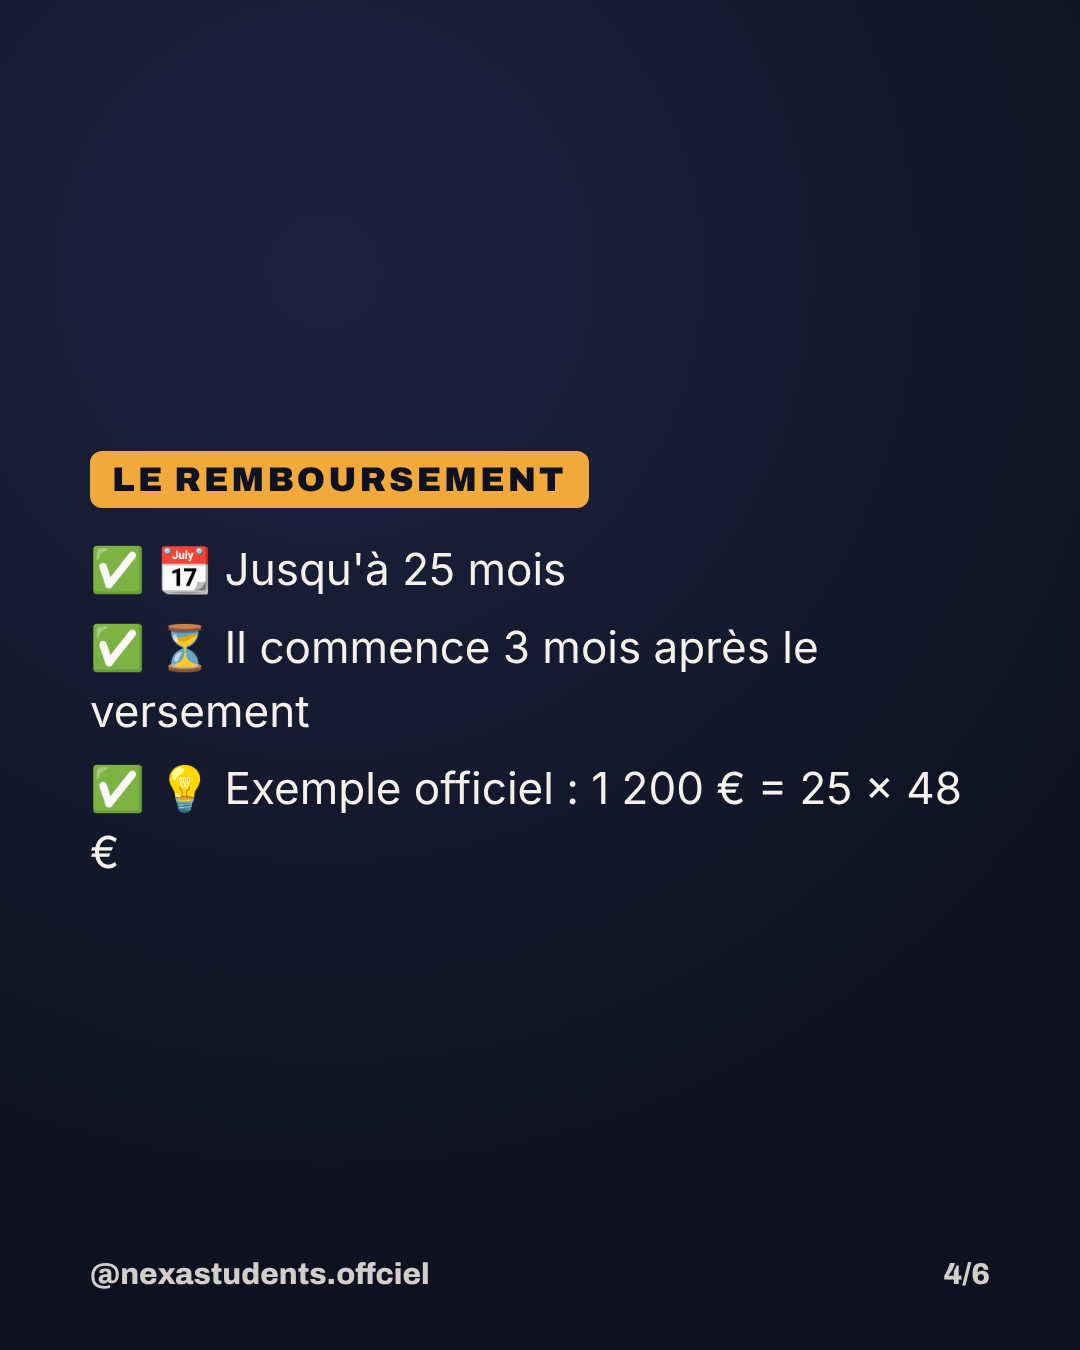 LE REMBOURSEMENT
✅ 📅 Jusqu'à 25 mois
✅ ⏳ Il commence 3 mois après le
versement
✅ 💡 Exemple officiel : 1 200 € = 25 × 48
€
@nexastudents.offciel
4/6